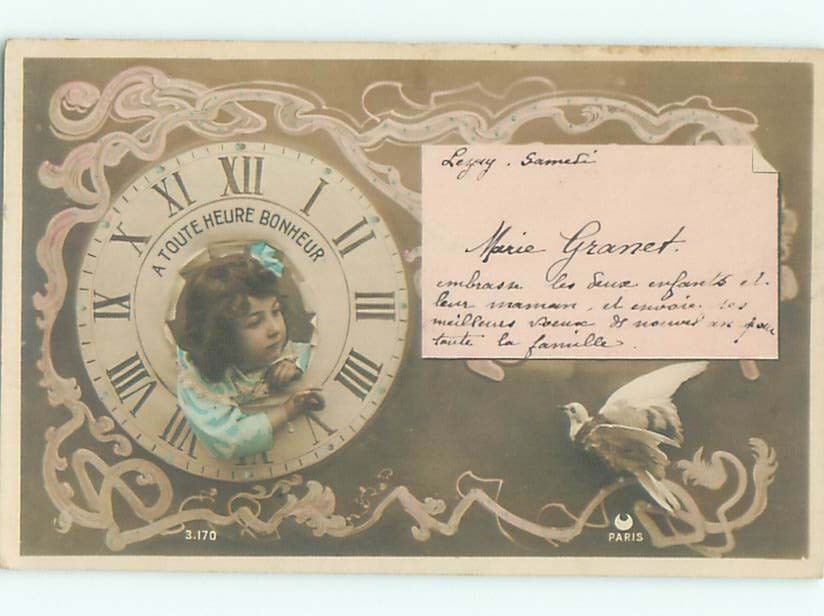 XII
I
II
III
IIII
V
VII
VIII
IX
X
XI
A TOUTE HEURE BONHEUR
Lezay. Samedi
Marie Granet.
embrasse les deux enfants et
leur maman, et envoie ses
meilleurs voeux de nouvel an pour
toute la famille.
3.170
PARIS